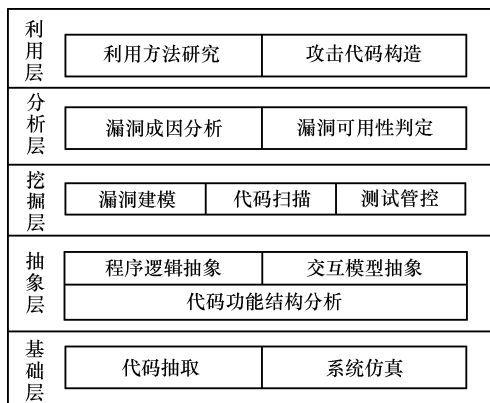 利用层
利用方法研究 攻击代码构造
分析层
漏洞成因分析 漏洞可用性判定
挖掘层
漏洞建模 代码扫描 测试管控
抽象层
程序逻辑抽象 交互模型抽象
代码功能结构分析
基础层
代码抽取 系统仿真